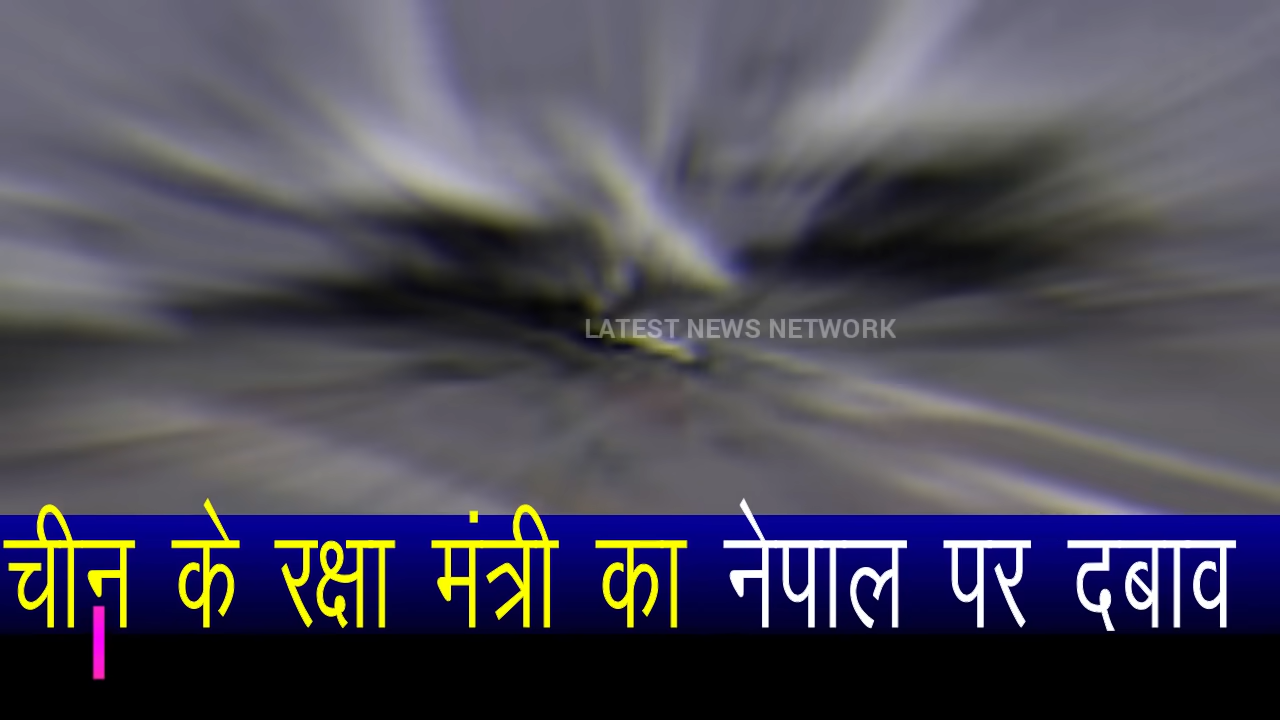 LATEST NEWS NETWORK
चीन के रक्षा मंत्री का नेपाल पर दबाव